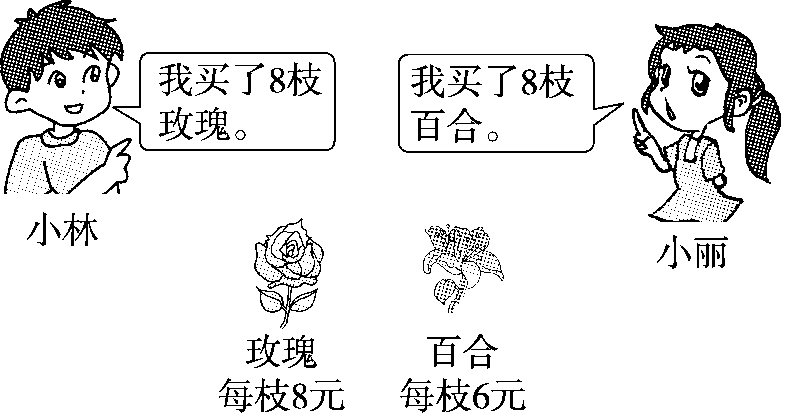 我买了8枝
玫瑰。
我买了8枝
百合。
小林
小丽
玫瑰
每枝8元
百合
每枝6元